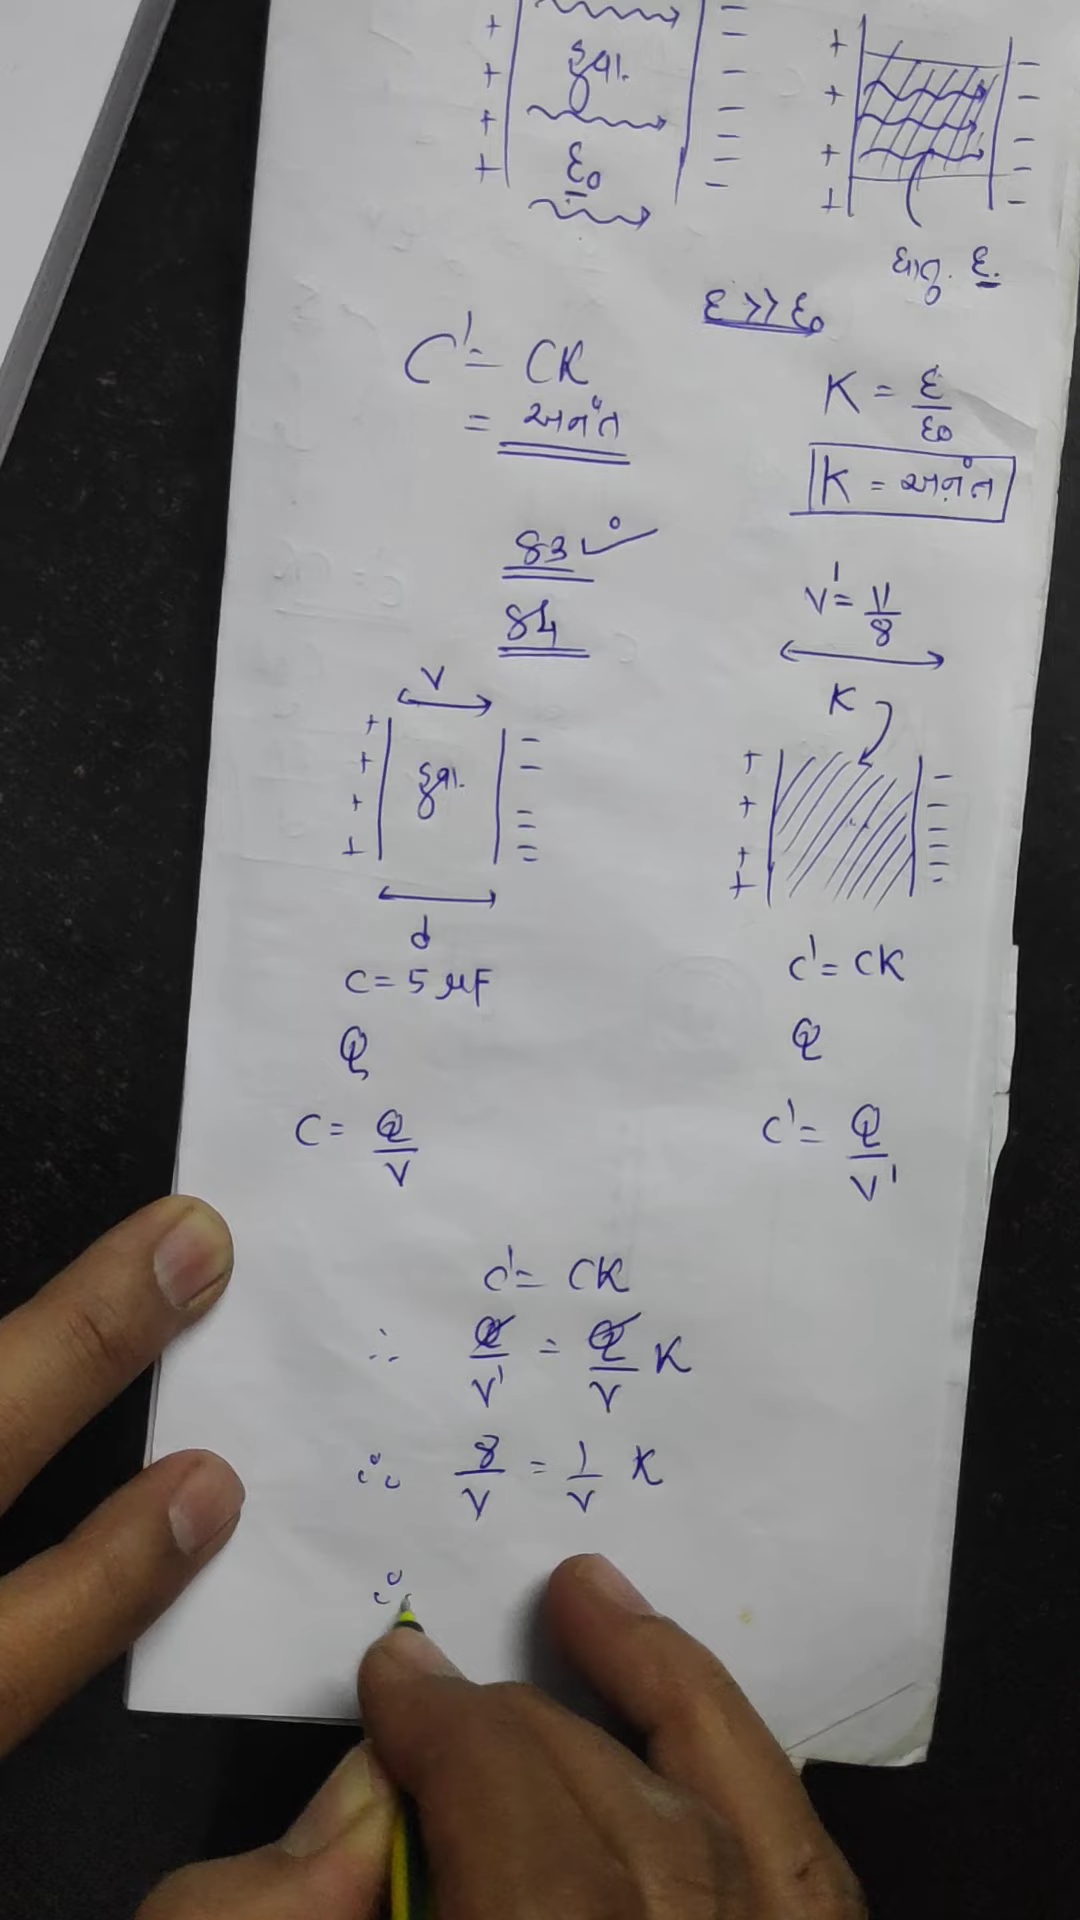 હવા.
ε₀
ધાતુ. ε.
ε >> ε₀
C' = CK
= અનંત
K = ε/ε₀
K = અનંત
83 ✓
84
V
હવા.
d
C = 5 μF
Q
C = Q/V
V' = V/8
K
C' = CK
Q
C' = Q/V'
C' = CK
∴ Q/V' = Q/V K
∴ 8/V = 1/V K
∴